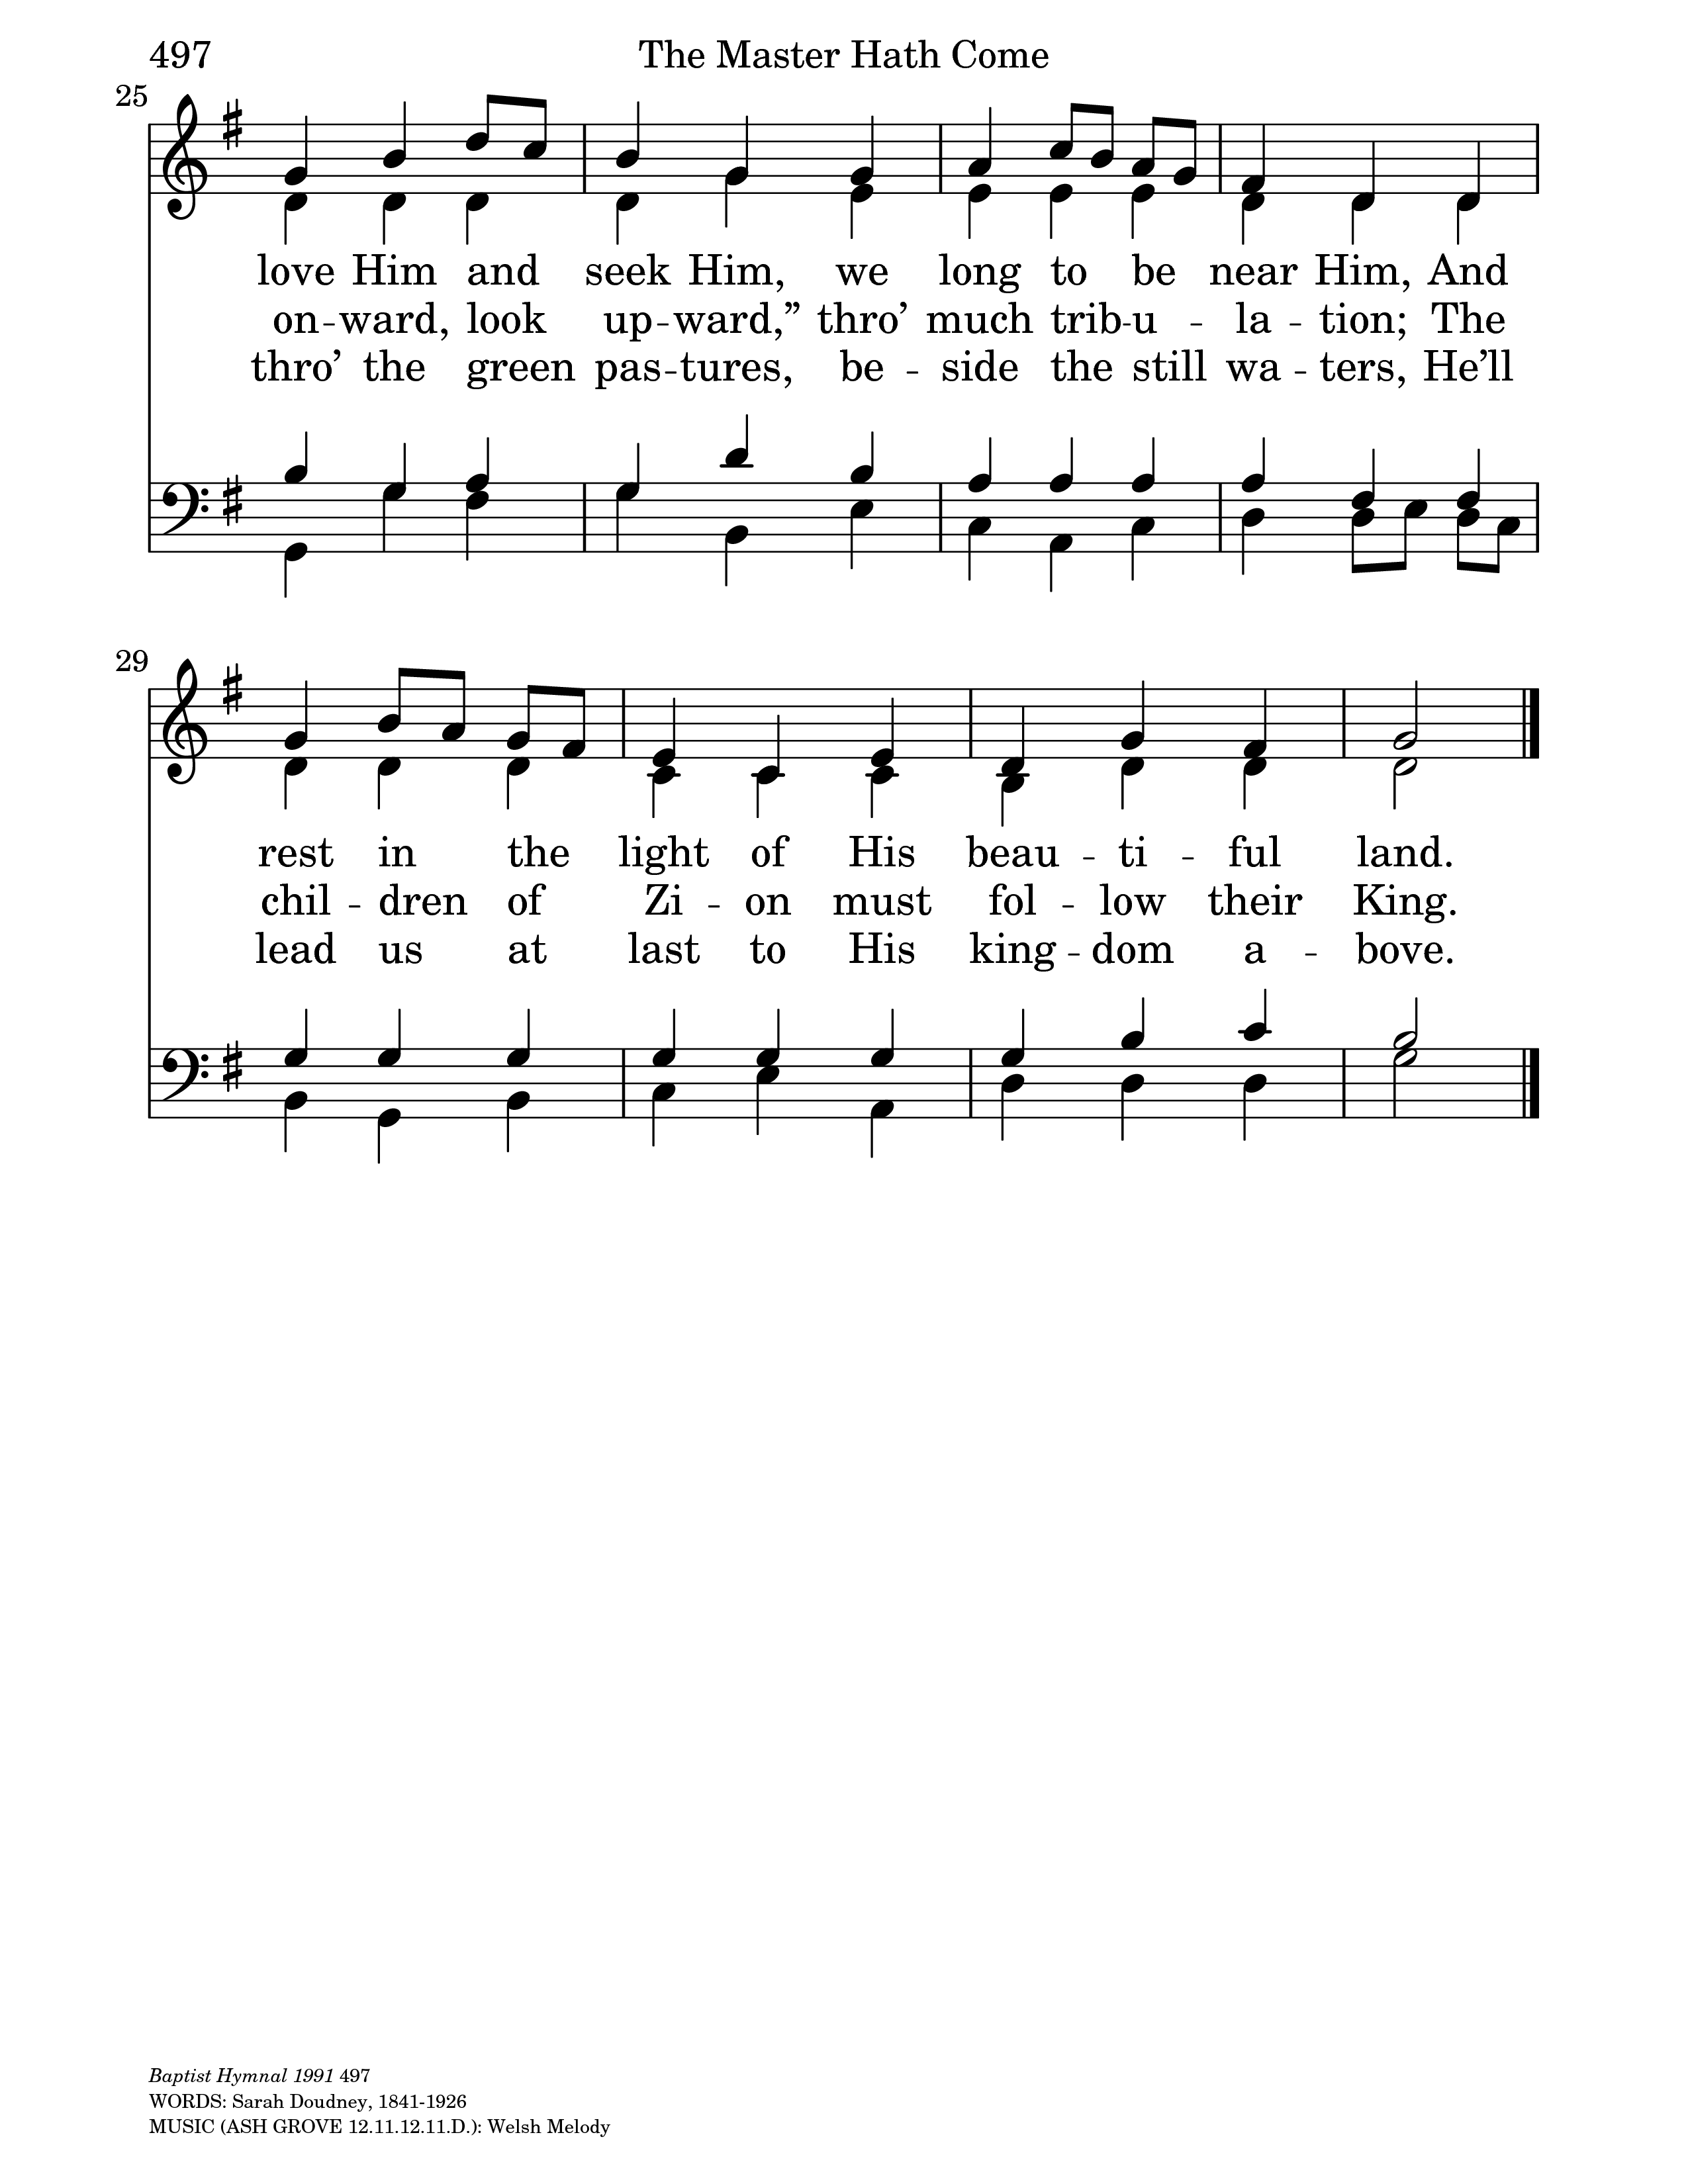 497 The Master Hath Come
25
love Him and seek Him, we long to be near Him, And
on -- ward, look up -- ward,” thro’ much trib -- u -- la -- tion; The
thro’ the green pas -- tures, be -- side the still wa -- ters, He’ll
29
rest in the light of His beau -- ti -- ful land.
chil -- dren of Zi -- on must fol -- low their King.
lead us at last to His king -- dom a -- bove.
Baptist Hymnal 1991 497
WORDS: Sarah Doudney, 1841-1926
MUSIC (ASH GROVE 12.11.12.11.D.): Welsh Melody